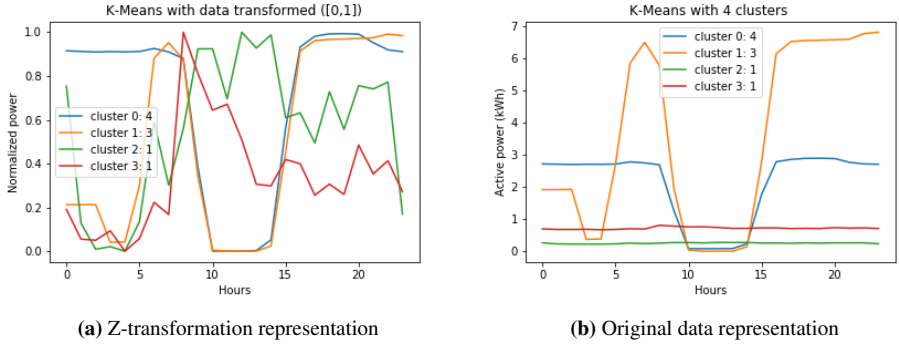 K-Means with data transformed ([0,1])
1.0
0.8
0.6
0.4
0.2
0.0
Normalized power
cluster 0: 4
cluster 1: 3
cluster 2: 1
cluster 3: 1
0
5
10
15
20
Hours
(a) Z-transformation representation
K-Means with 4 clusters
7
6
5
4
3
2
1
0
Active power (kWh)
cluster 0: 4
cluster 1: 3
cluster 2: 1
cluster 3: 1
0
5
10
15
20
Hours
(b) Original data representation